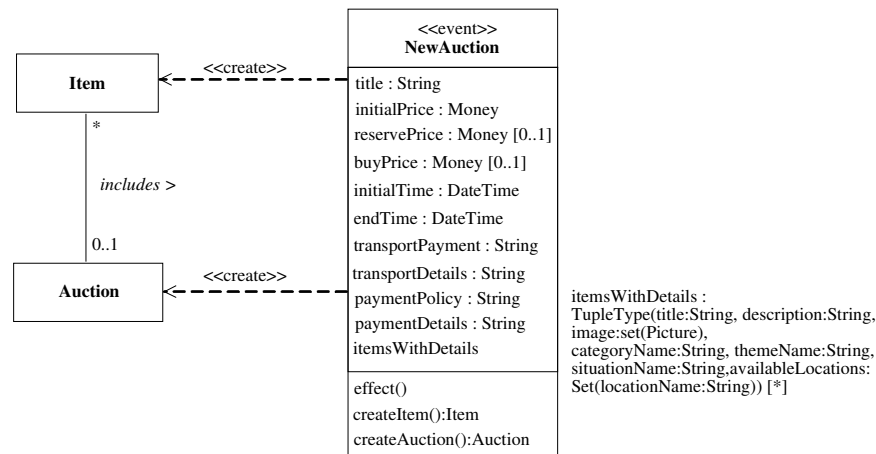 <<event>>
NewAuction
<<create>>
Item
title : String
initialPrice : Money
reservePrice : Money [0..1]
buyPrice : Money [0..1]
initialTime : DateTime
endTime : DateTime
transportPayment : String
transportDetails : String
paymentPolicy : String
paymentDetails : String
itemsWithDetails
effect()
createItem():Item
createAuction():Auction
*
includes >
0..1
<<create>>
Auction
itemsWithDetails :
TupleType(title:String, description:String,
image:set(Picture),
categoryName:String, themeName:String,
situationName:String,availableLocations:
Set(locationName:String)) [*]